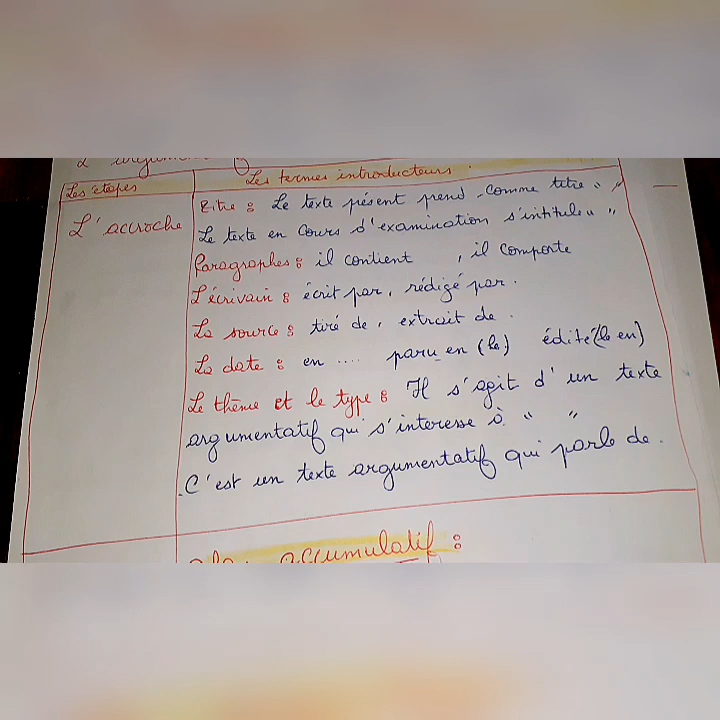 L'argument
Les étapes Les termes introducteurs
L'accroche Titre : Le texte pésent prend comme titre " "
Le texte en cours d'examination s'intitule " "
Paragraphes : il contient , il comporte
L'écrivain : écrit par, rédigé par.
La source : tiré de, extrait de.
La date : en .... paru en (le) édité (le en)
Le thème et le type : Il s'agit d'un texte
argumentatif qui s'interesse à " "
. C'est un texte argumentatif qui parle de.
accumulatif :